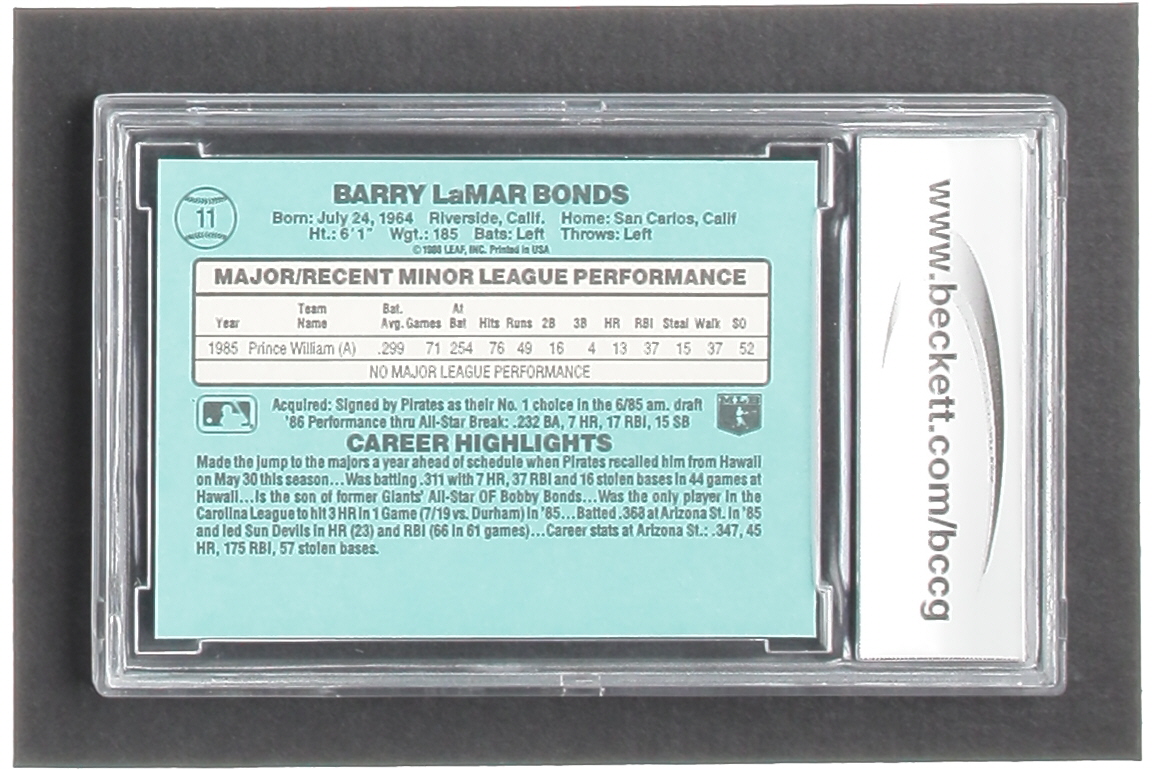 11
BARRY LaMAR BONDS
Born: July 24, 1964 Riverside, Calif. Home: San Carlos, Calif
Ht.: 6'1" Wgt.: 185 Bats: Left Throws: Left
© 1986 LEAF, INC. Printed in USA
MAJOR/RECENT MINOR LEAGUE PERFORMANCE
Year Team Name Bat. Avg. Games At Bat Hits Runs 2B 3B HR RBI Steal Walk SO
1985 Prince William (A) .299 71 254 76 49 16 4 13 37 15 37 52
NO MAJOR LEAGUE PERFORMANCE
Acquired: Signed by Pirates as their No. 1 choice in the 6/85 am. draft
'86 Performance thru All-Star Break: .232 BA, 7 HR, 17 RBI, 15 SB
MLB
CAREER HIGHLIGHTS
Made the jump to the majors a year ahead of schedule when Pirates recalled him from Hawaii
on May 30 this season...Was batting .311 with 7 HR, 37 RBI and 16 stolen bases in 44 games at
Hawaii...Is the son of former Giants' All-Star OF Bobby Bonds...Was the only player in the
Carolina League to hit 3 HR in 1 Game (7/19 vs. Durham) in '85...Batted .368 at Arizona St. in '85
and led Sun Devils in HR (23) and RBI (66 in 61 games)...Career stats at Arizona St.: .347, 45
HR, 175 RBI, 57 stolen bases.
www.beckett.com/bccg